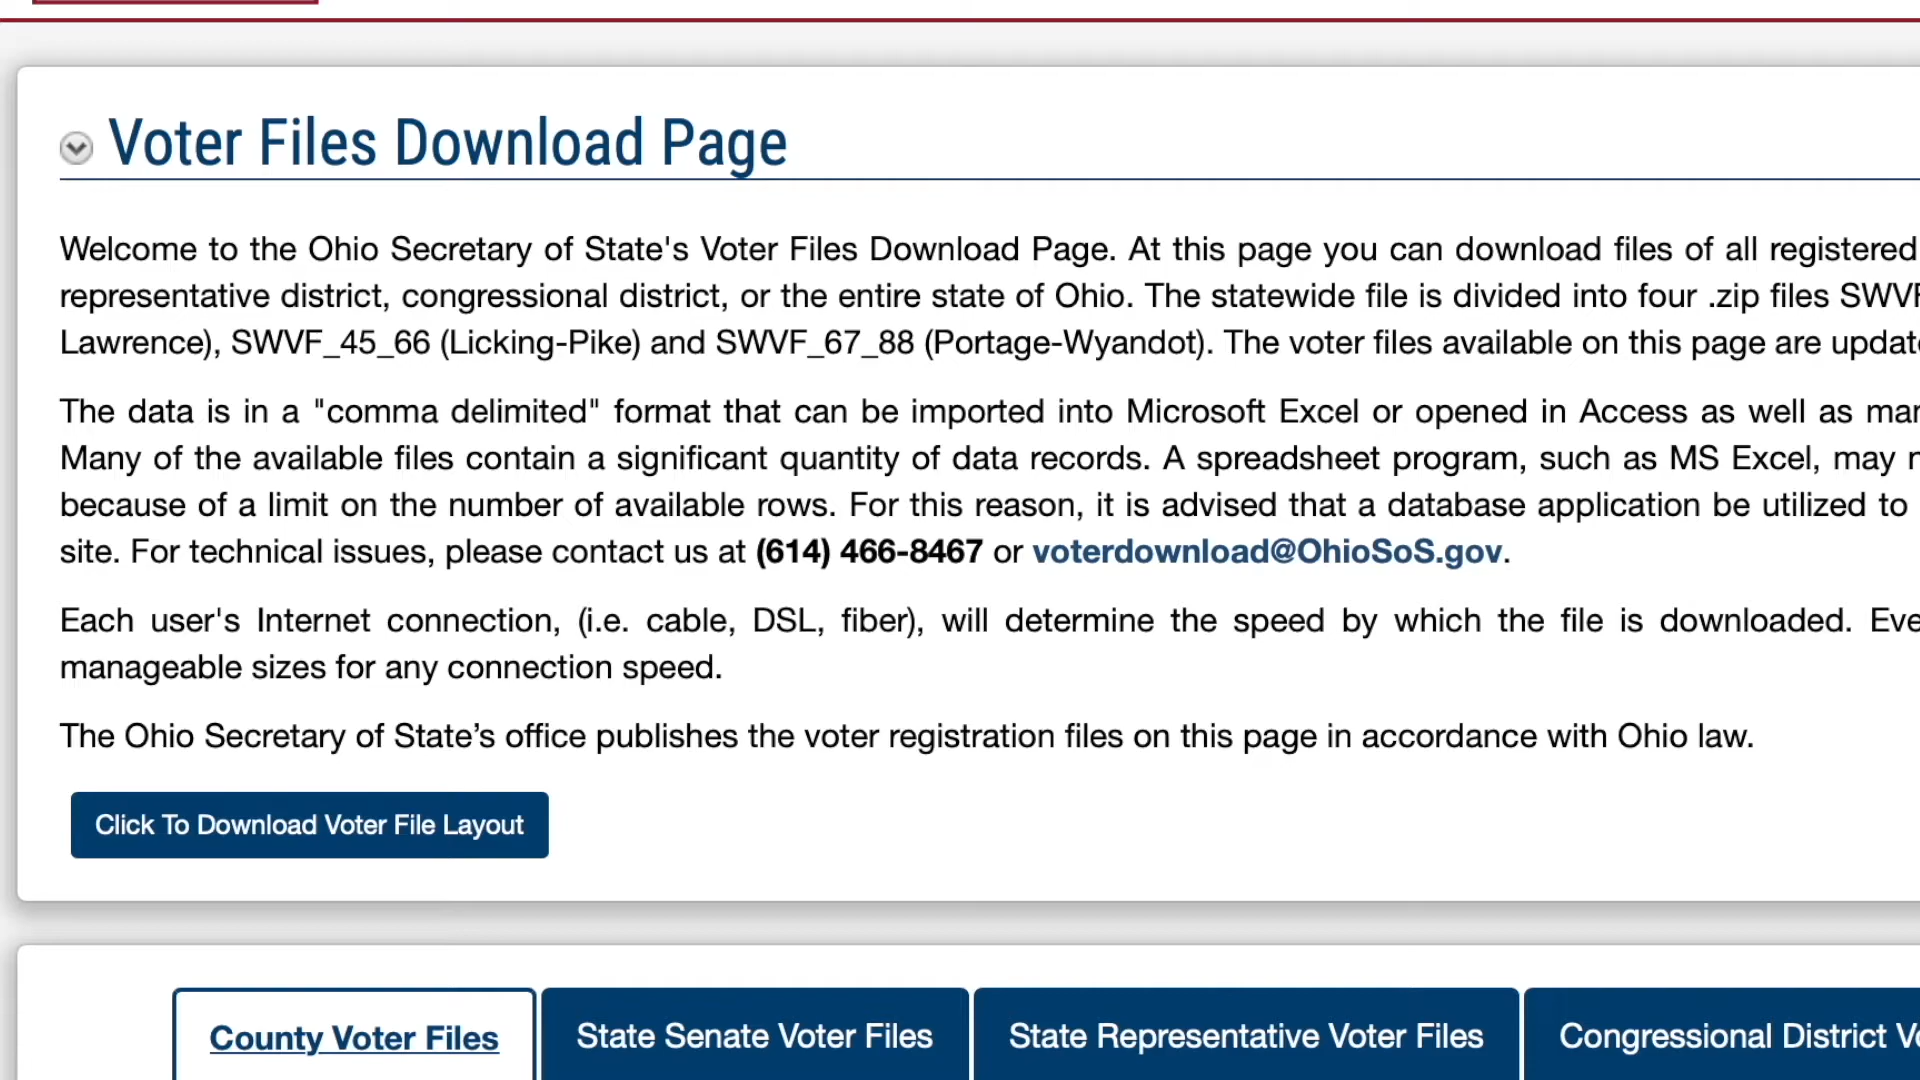 Voter Files Download Page
Welcome to the Ohio Secretary of State's Voter Files Download Page. At this page you can download files of all registered
representative district, congressional district, or the entire state of Ohio. The statewide file is divided into four .zip files SWVF
Lawrence), SWVF_45_66 (Licking-Pike) and SWVF_67_88 (Portage-Wyandot). The voter files available on this page are updat
The data is in a "comma delimited" format that can be imported into Microsoft Excel or opened in Access as well as
Many of the available files contain a significant quantity of data records. A spreadsheet program, such as MS Excel, may
because of a limit on the number of available rows. For this reason, it is advised that a database application be utilized to
site. For technical issues, please contact us at (614) 466-8467 or voterdownload@OhioSoS.gov.
Each user's Internet connection, (i.e. cable, DSL, fiber), will determine the speed by which the file is downloaded. Eve
manageable sizes for any connection speed.
The Ohio Secretary of State’s office publishes the voter registration files on this page in accordance with Ohio law.
Click To Download Voter File Layout
County Voter Files
State Senate Voter Files
State Representative Voter Files
Congressional District Vo